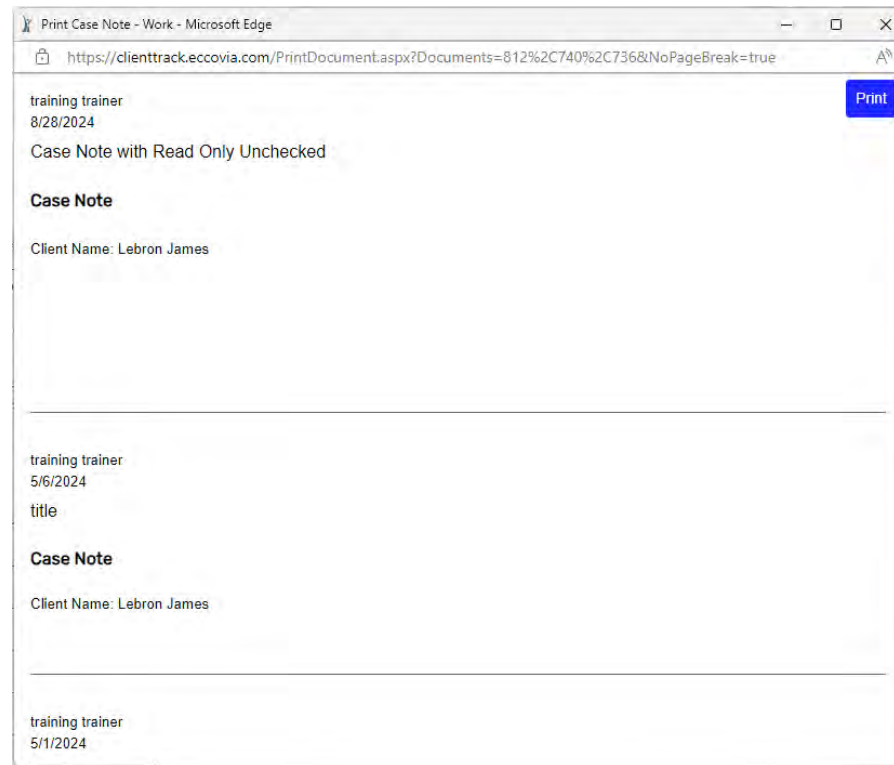 Print Case Note - Work - Microsoft Edge
https://clienttrack.eccovia.com/PrintDocument.aspx?Documents=812%2C740%2C736&NoPageBreak=true
Print
training trainer
8/28/2024
Case Note with Read Only Unchecked
Case Note
Client Name: Lebron James
training trainer
5/6/2024
title
Case Note
Client Name: Lebron James
training trainer
5/1/2024